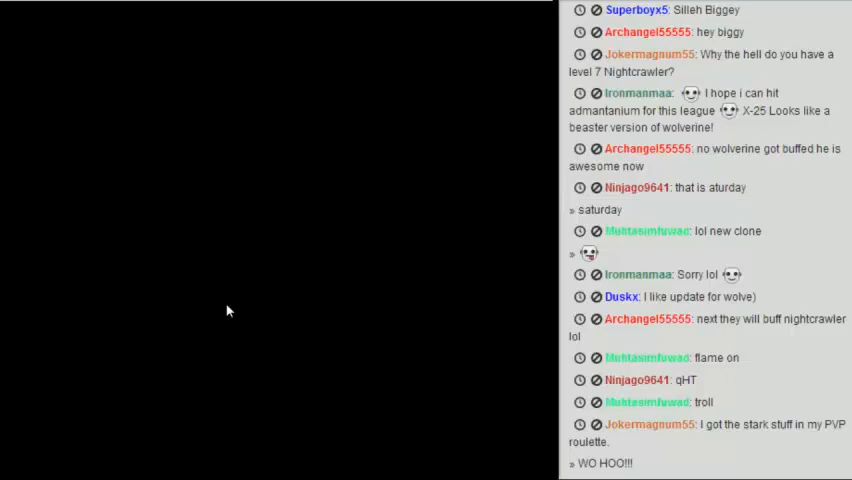 Superboyx5: Silleh Biggey
Archangel55555: hey biggy
Jokermagnum55: Why the hell do you have a
level 7 Nightcrawler?
Ironmanmaa: I hope i can hit
admantanium for this league X-25 Looks like a
beaster version of wolverine!
Archangel55555: no wolverine got buffed he is
awesome now
Ninjago9641: that is aturday
» saturday
Muhtasimfuwad: lol new clone
»
Ironmanmaa: Sorry lol
Duskx: I like update for wolve)
Archangel55555: next they will buff nightcrawler
lol
Muhtasimfuwad: flame on
Ninjago9641: qHT
Muhtasimfuwad: troll
Jokermagnum55: I got the stark stuff in my PVP
roulette.
» WO HOO!!!